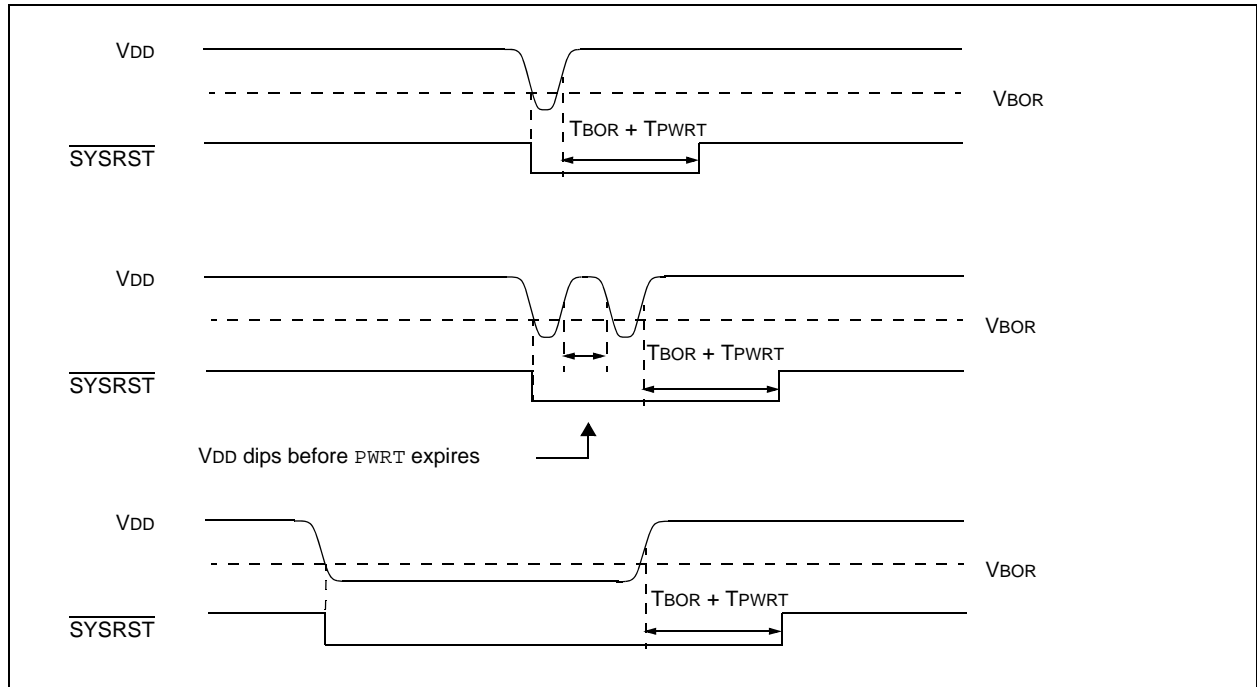 VDD
VBOR
TBOR + TPWRT
SYSRST
VDD
VBOR
TBOR + TPWRT
SYSRST
VDD dips before PWRT expires
VDD
VBOR
TBOR + TPWRT
SYSRST